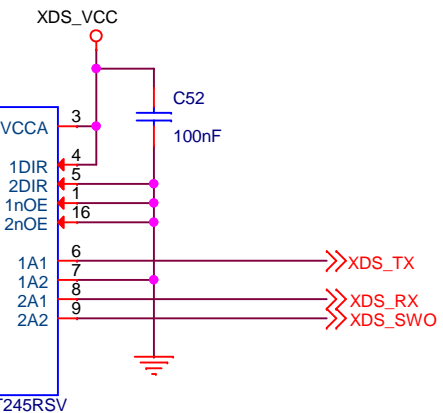 XDS_VCC
C52
100nF
VCCA 3
1DIR 4
2DIR 5
1nOE 1
2nOE 16
1A1 6 XDS_TX
1A2 7
2A1 8 XDS_RX
2A2 9 XDS_SWO
T245RSV